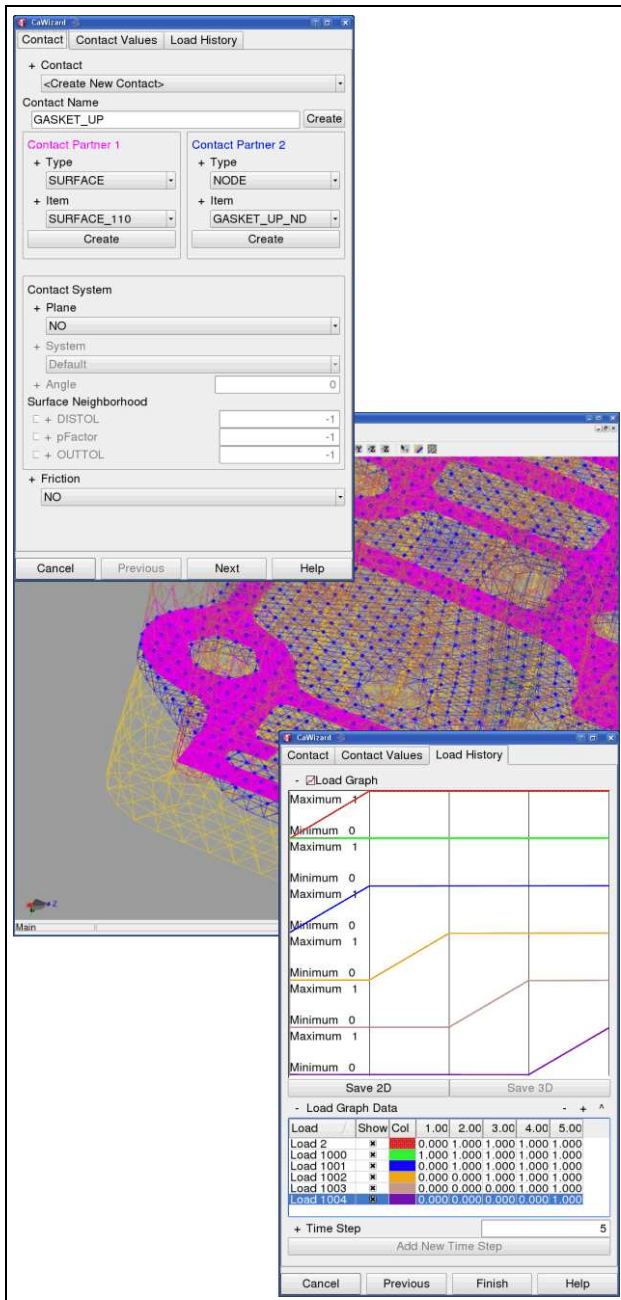 CaWizard
Contact Contact Values Load History
+ Contact
<Create New Contact>
Contact Name
GASKET_UP Create
Contact Partner 1 Contact Partner 2
+ Type + Type
SURFACE NODE
+ Item + Item
SURFACE_110 GASKET_UP_ND
Create Create
Contact System
+ Plane
NO
+ System
Default
+ Angle 0
Surface Neighborhood
+ DISTOL -1
+ pFactor -1
+ OUTTOL -1
+ Friction
NO
Cancel Previous Next Help
Z
Main
CaWizard
Contact Contact Values Load History
- Load Graph
Maximum 1
Minimum 0
Maximum 1
Minimum 0
Maximum 1
Minimum 0
Maximum 1
Minimum 0
Maximum 1
Minimum 0
Maximum 1
Minimum 0
Save 2D Save 3D
- Load Graph Data - + ^
Load Show Col 1.00 2.00 3.00 4.00 5.00
Load 2 0.000 1.000 1.000 1.000 1.000
Load 1000 1.000 1.000 1.000 1.000 1.000
Load 1001 0.000 1.000 1.000 1.000 1.000
Load 1002 0.000 0.000 1.000 1.000 1.000
Load 1003 0.000 0.000 0.000 1.000 1.000
Load 1004 0.000 0.000 0.000 0.000 1.000
+ Time Step 5
Add New Time Step
Cancel Previous Finish Help